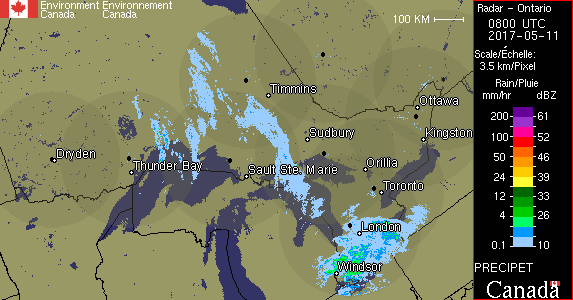 Environment Environnement
Canada Canada
100 KM
Timmins
Ottawa
Sudbury
Kingston
Dryden
Thunder Bay
Sault Ste. Marie
Orillia
Toronto
London
Windsor
Radar - Ontario
0800 UTC
2017-05-11
Scale/Échelle:
3.5 km/Pixel
Rain/Pluie
mm/hr dBZ
200 61
100 52
50 46
24 39
12 33
4 26
0.1 10
PRECIPET
Canada